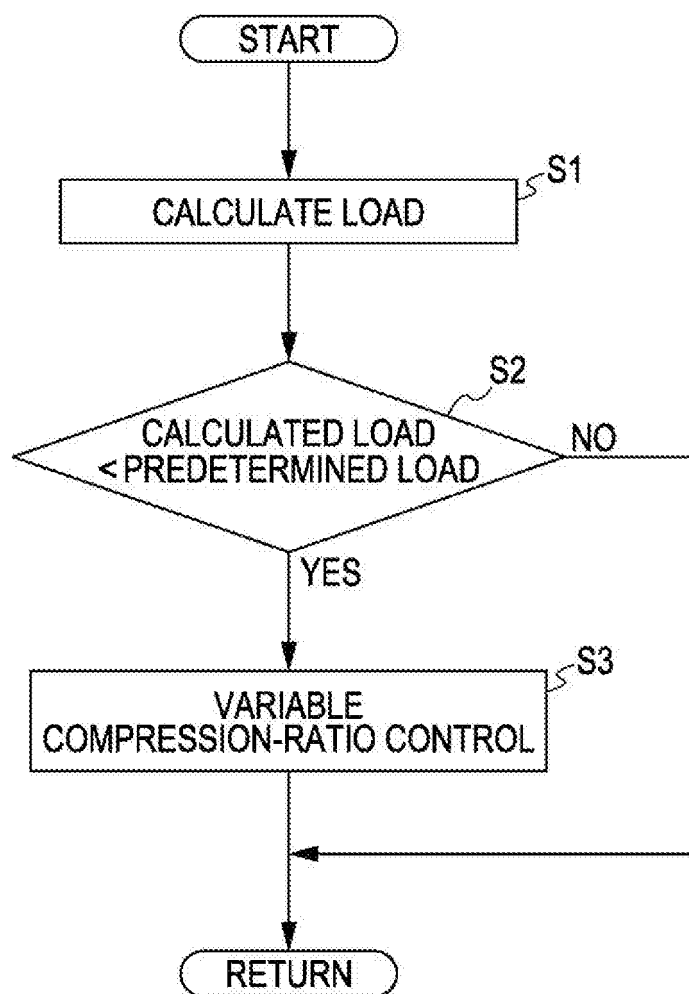 START
S1
CALCULATE LOAD
S2
CALCULATED LOAD
< PREDETERMINED LOAD
NO
YES
S3
VARIABLE
COMPRESSION-RATIO CONTROL
RETURN